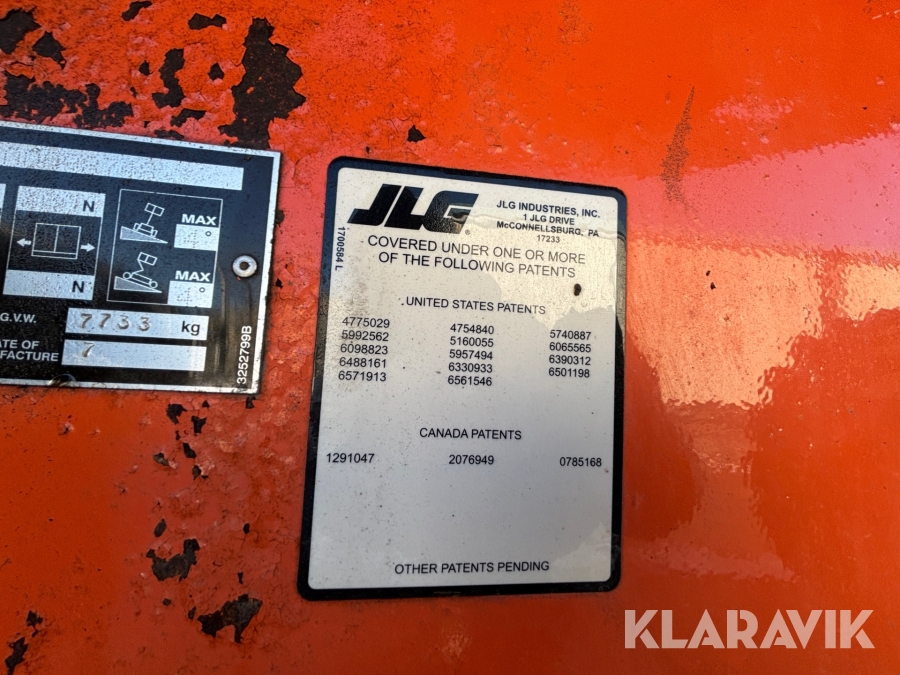 N
MAX
°
N
MAX
°
G.V.W. 7733 kg
ATE OF
UFACTURE 7
3252799B
JLG
JLG INDUSTRIES, INC.
1 JLG DRIVE
McCONNELLSBURG, PA
17233
1700584 L
COVERED UNDER ONE OR MORE
OF THE FOLLOWING PATENTS
UNITED STATES PATENTS
4775029 4754840 5740887
5992562 5160055 6065565
6098823 5957494 6390312
6488161 6330933 6501198
6571913 6561546
CANADA PATENTS
1291047 2076949 0785168
OTHER PATENTS PENDING
KLARAVIK